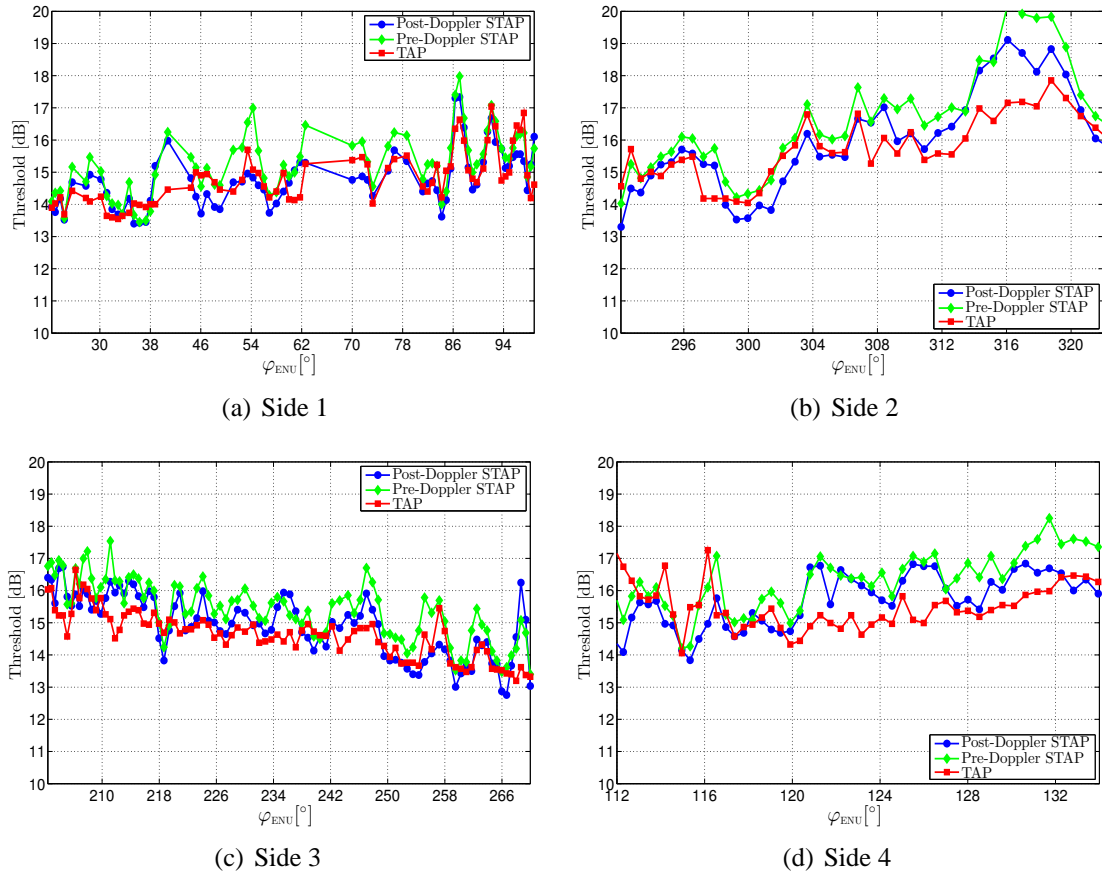 20
19
18
17
16
15
14
13
12
11
10
Threshold [dB]
30 38 46 54 62 70 78 86 94
φENU[°]
Post-Doppler STAP
Pre-Doppler STAP
TAP
(a) Side 1
20
19
18
17
16
15
14
13
12
11
10
Threshold [dB]
296 300 304 308 312 316 320
φENU[°]
Post-Doppler STAP
Pre-Doppler STAP
TAP
(b) Side 2
20
19
18
17
16
15
14
13
12
11
10
Threshold [dB]
210 218 226 234 242 250 258 266
φENU[°]
Post-Doppler STAP
Pre-Doppler STAP
TAP
(c) Side 3
20
19
18
17
16
15
14
13
12
11
10
Threshold [dB]
112 116 120 124 128 132
φENU[°]
Post-Doppler STAP
Pre-Doppler STAP
TAP
(d) Side 4